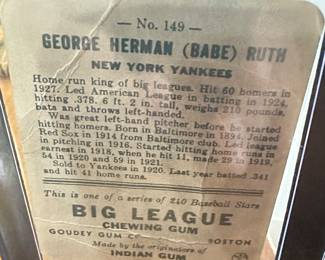 — No. 149 —
GEORGE HERMAN (BABE) RUTH
NEW YORK YANKEES
Home run king of big leagues. Hit 60 homers in
1927. Led American League in batting in 1924,
hitting .378. 6 ft. 2 in. tall, weighs 210 pounds,
bats and throws left-handed.
Was great left-hand pitcher before he started
hitting homers. Born in Baltimore in 1894. Joined
Red Sox in 1914 from Baltimore club. Led league
in pitching in 1916. Started hitting home runs in
earnest in 1918, when he hit 11, made 29 in 1919,
54 in 1920 and 59 in 1921.
Sold to Yankees in 1920. Last year batted .341
and hit 41 home runs.
This is one of a series of 240 Baseball Stars
BIG LEAGUE
CHEWING GUM
GOUDEY GUM CO. BOSTON
Made by the originators of
INDIAN GUM